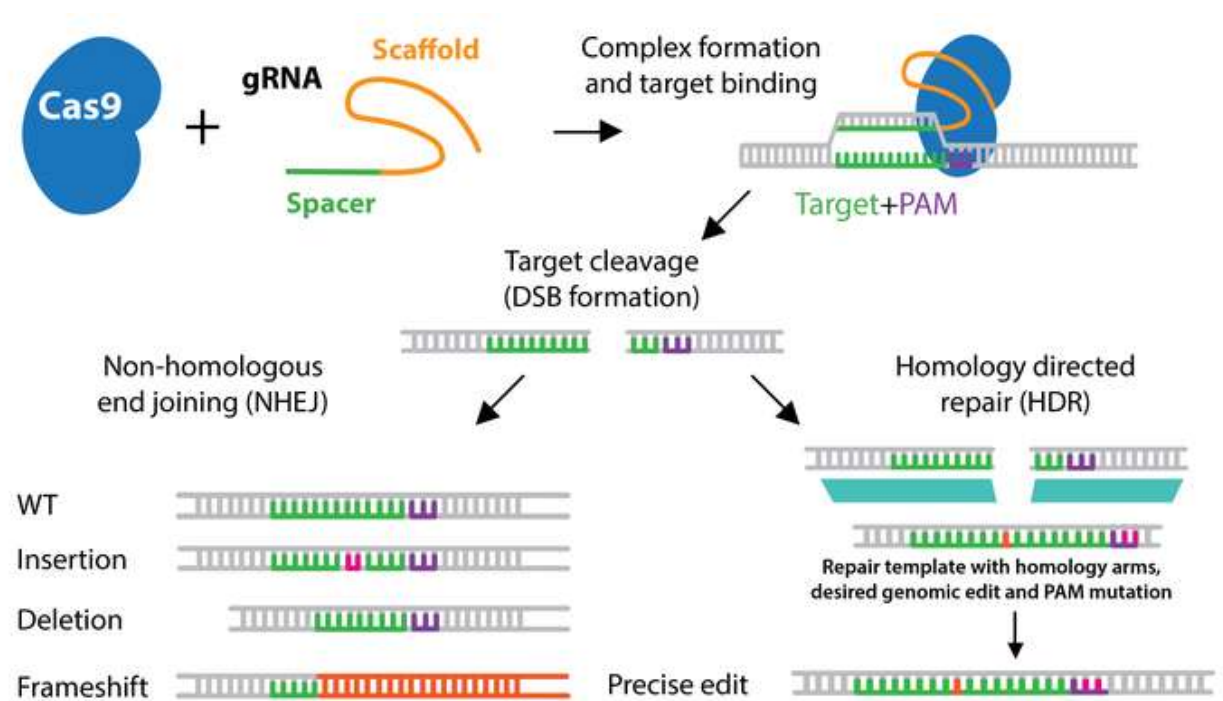 Cas9
+
gRNA
Scaffold
Spacer
Complex formation
and target binding
Target+PAM
Target cleavage
(DSB formation)
Non-homologous
end joining (NHEJ)
WT
Insertion
Deletion
Frameshift
Homology directed
repair (HDR)
Repair template with homology arms,
desired genomic edit and PAM mutation
Precise edit